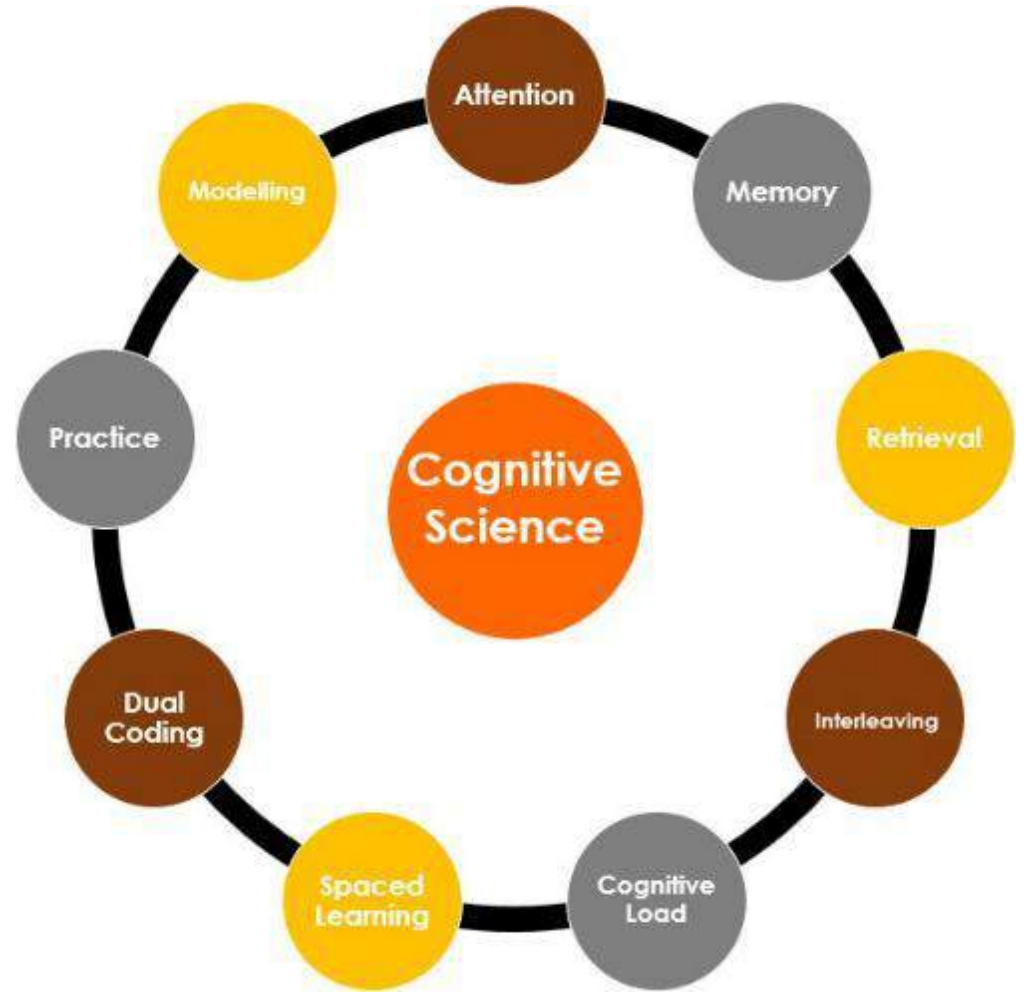 Attention
Memory
Retrieval
Interleaving
Cognitive
Load
Spaced
Learning
Dual
Coding
Practice
Modelling
Cognitive
Science